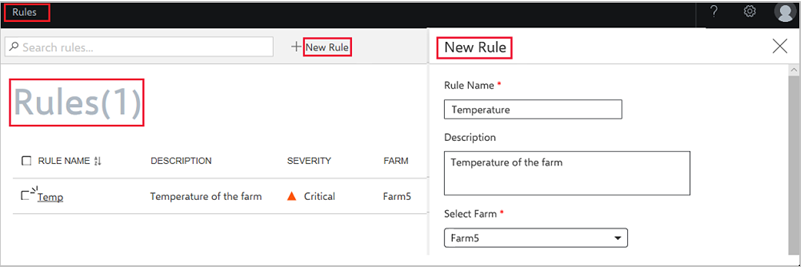 Rules
?
Search rules...
+ New Rule
Rules(1)
RULE NAME DESCRIPTION SEVERITY FARM
Temp Temperature of the farm Critical Farm5
New Rule
Rule Name *
Temperature
Description
Temperature of the farm
Select Farm *
Farm5